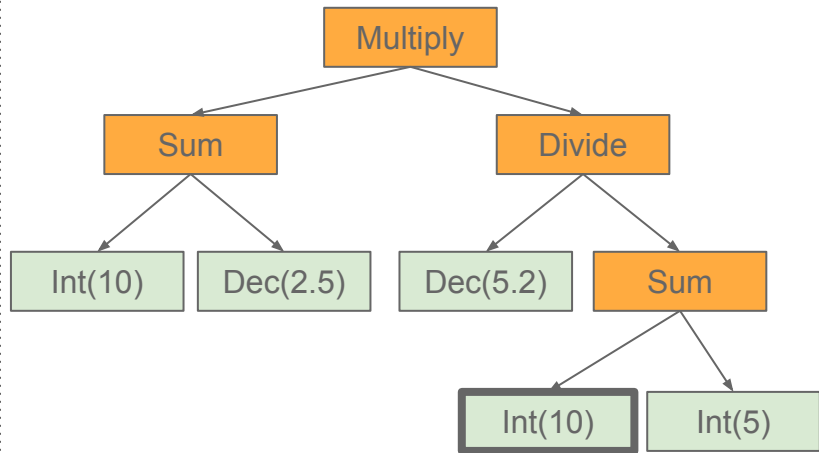 Multiply
Sum
Divide
Int(10)
Dec(2.5)
Dec(5.2)
Sum
Int(10)
Int(5)